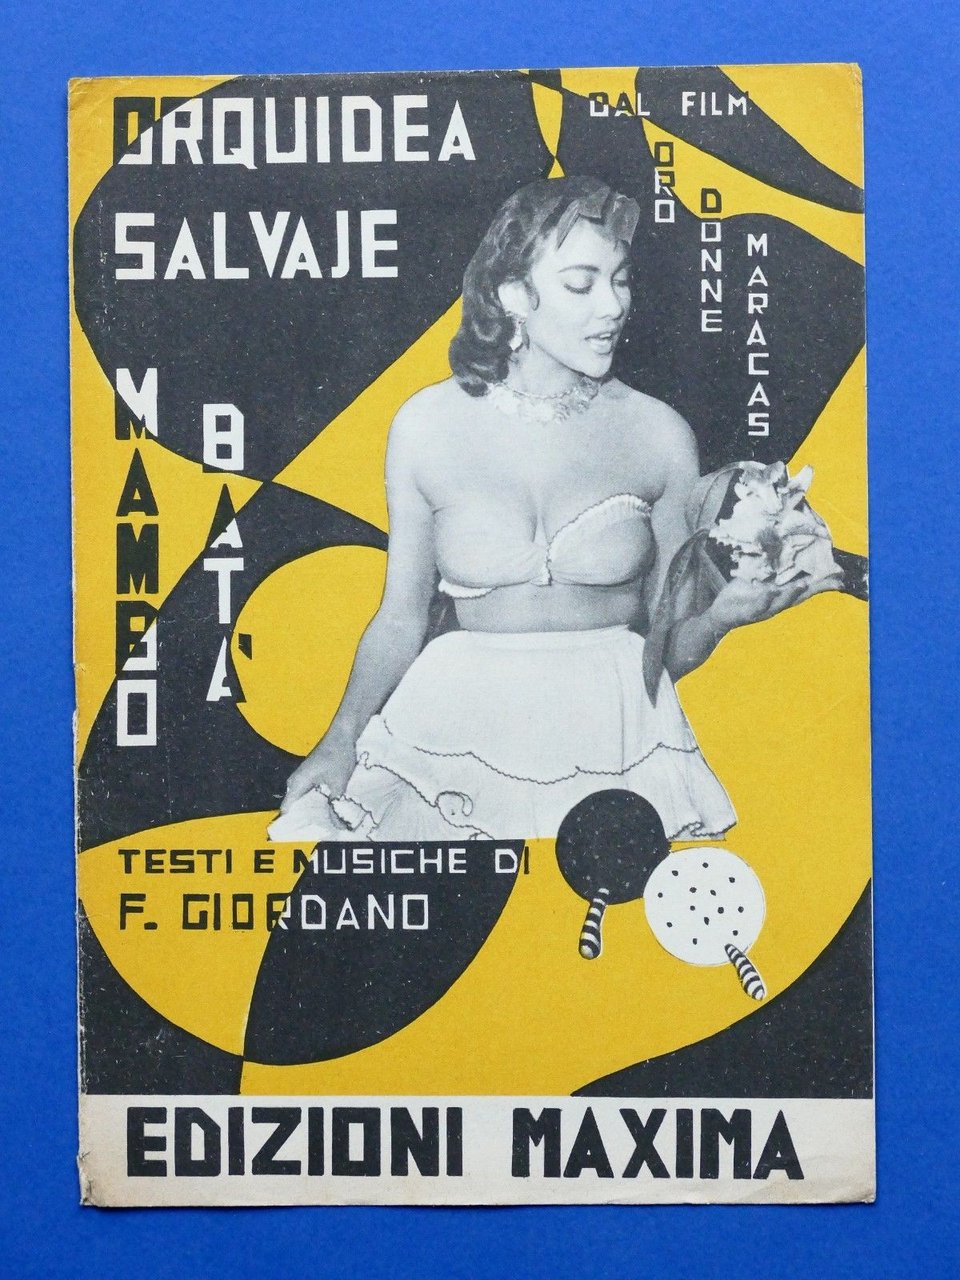 ORQUIDEA
SALVAJE
DAL FILM
ORO
DONNE
MARACAS
MAMBO
BATÀ
TESTI E MUSICHE DI
F. GIORDANO
EDIZIONI MAXIMA